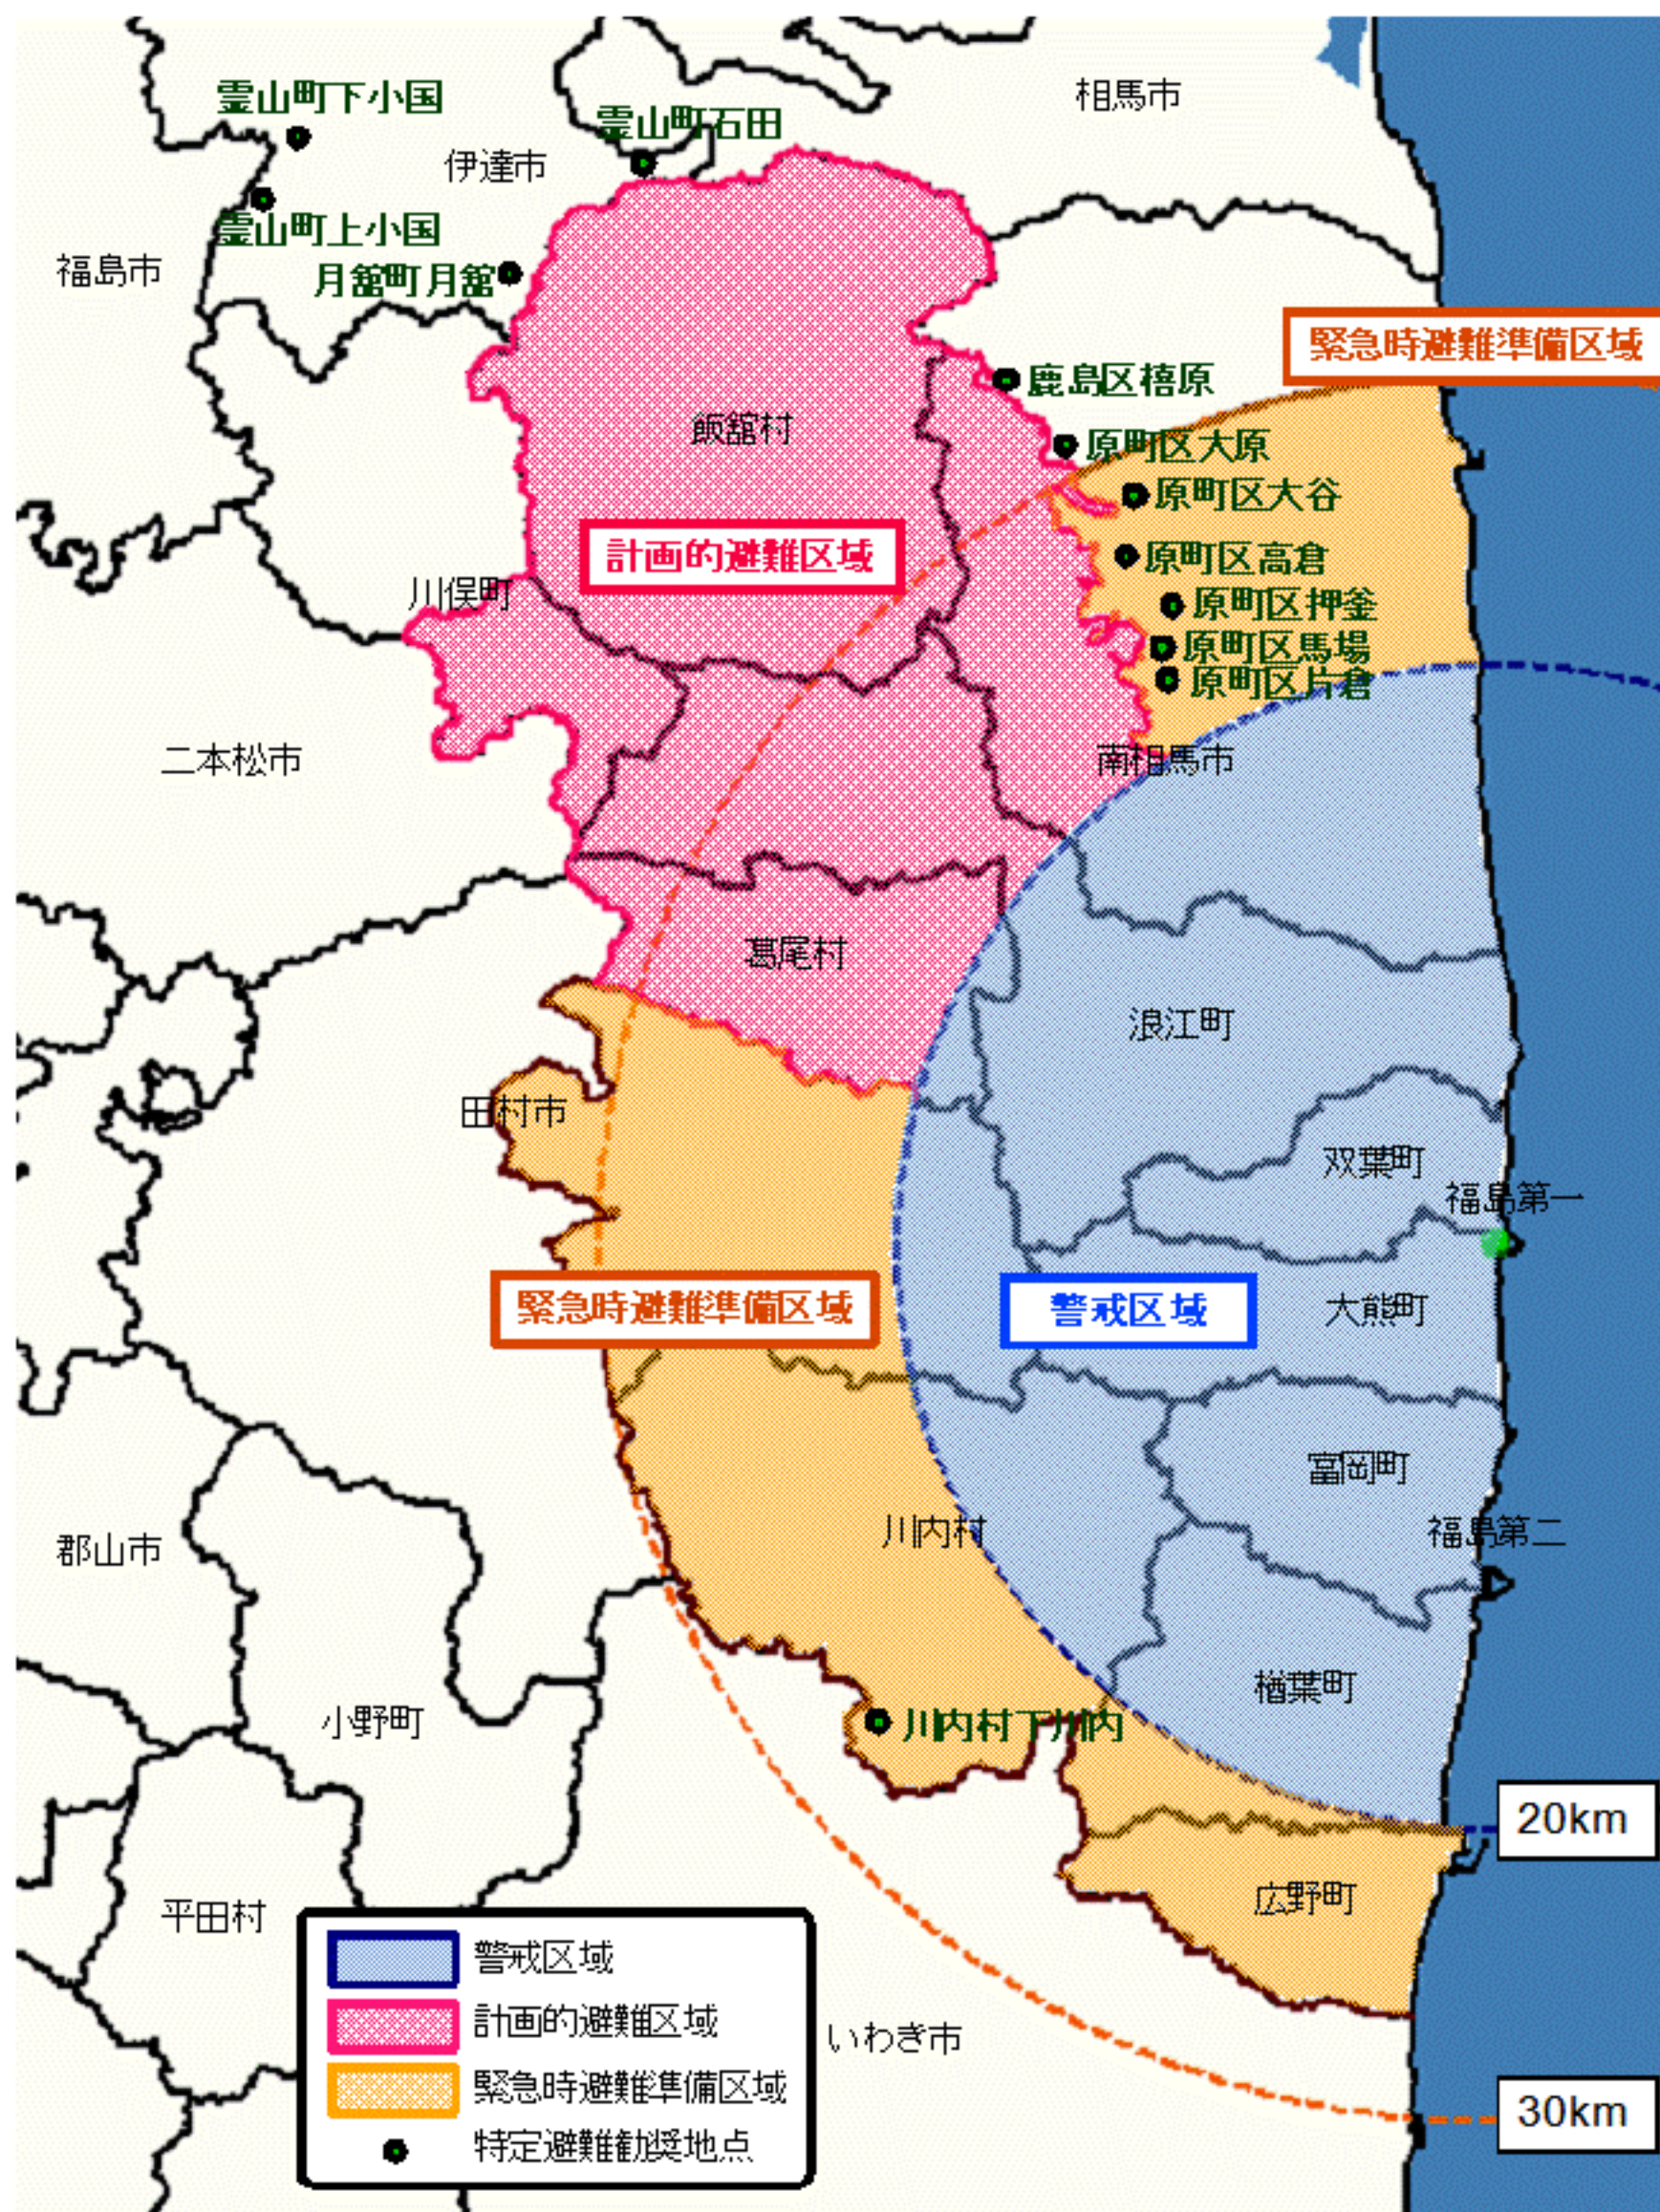 霊山町下小国
相馬市
霊山町石田
伊達市
霊山町上小国
福島市
月舘町月舘
緊急時避難準備区域
鹿島区橲原
飯舘村
原町区大原
原町区大谷
計画的避難区域
原町区高倉
川俣町
原町区押釜
原町区馬場
原町区片倉
二本松市
南相馬市
葛尾村
浪江町
田村市
双葉町
福島第一
緊急時避難準備区域
警戒区域
大熊町
富岡町
川内村
福島第二
郡山市
楢葉町
小野町
川内村下川内
20km
広野町
平田村
警戒区域
計画的避難区域
いわき市
緊急時避難準備区域
30km
特定避難勧奨地点